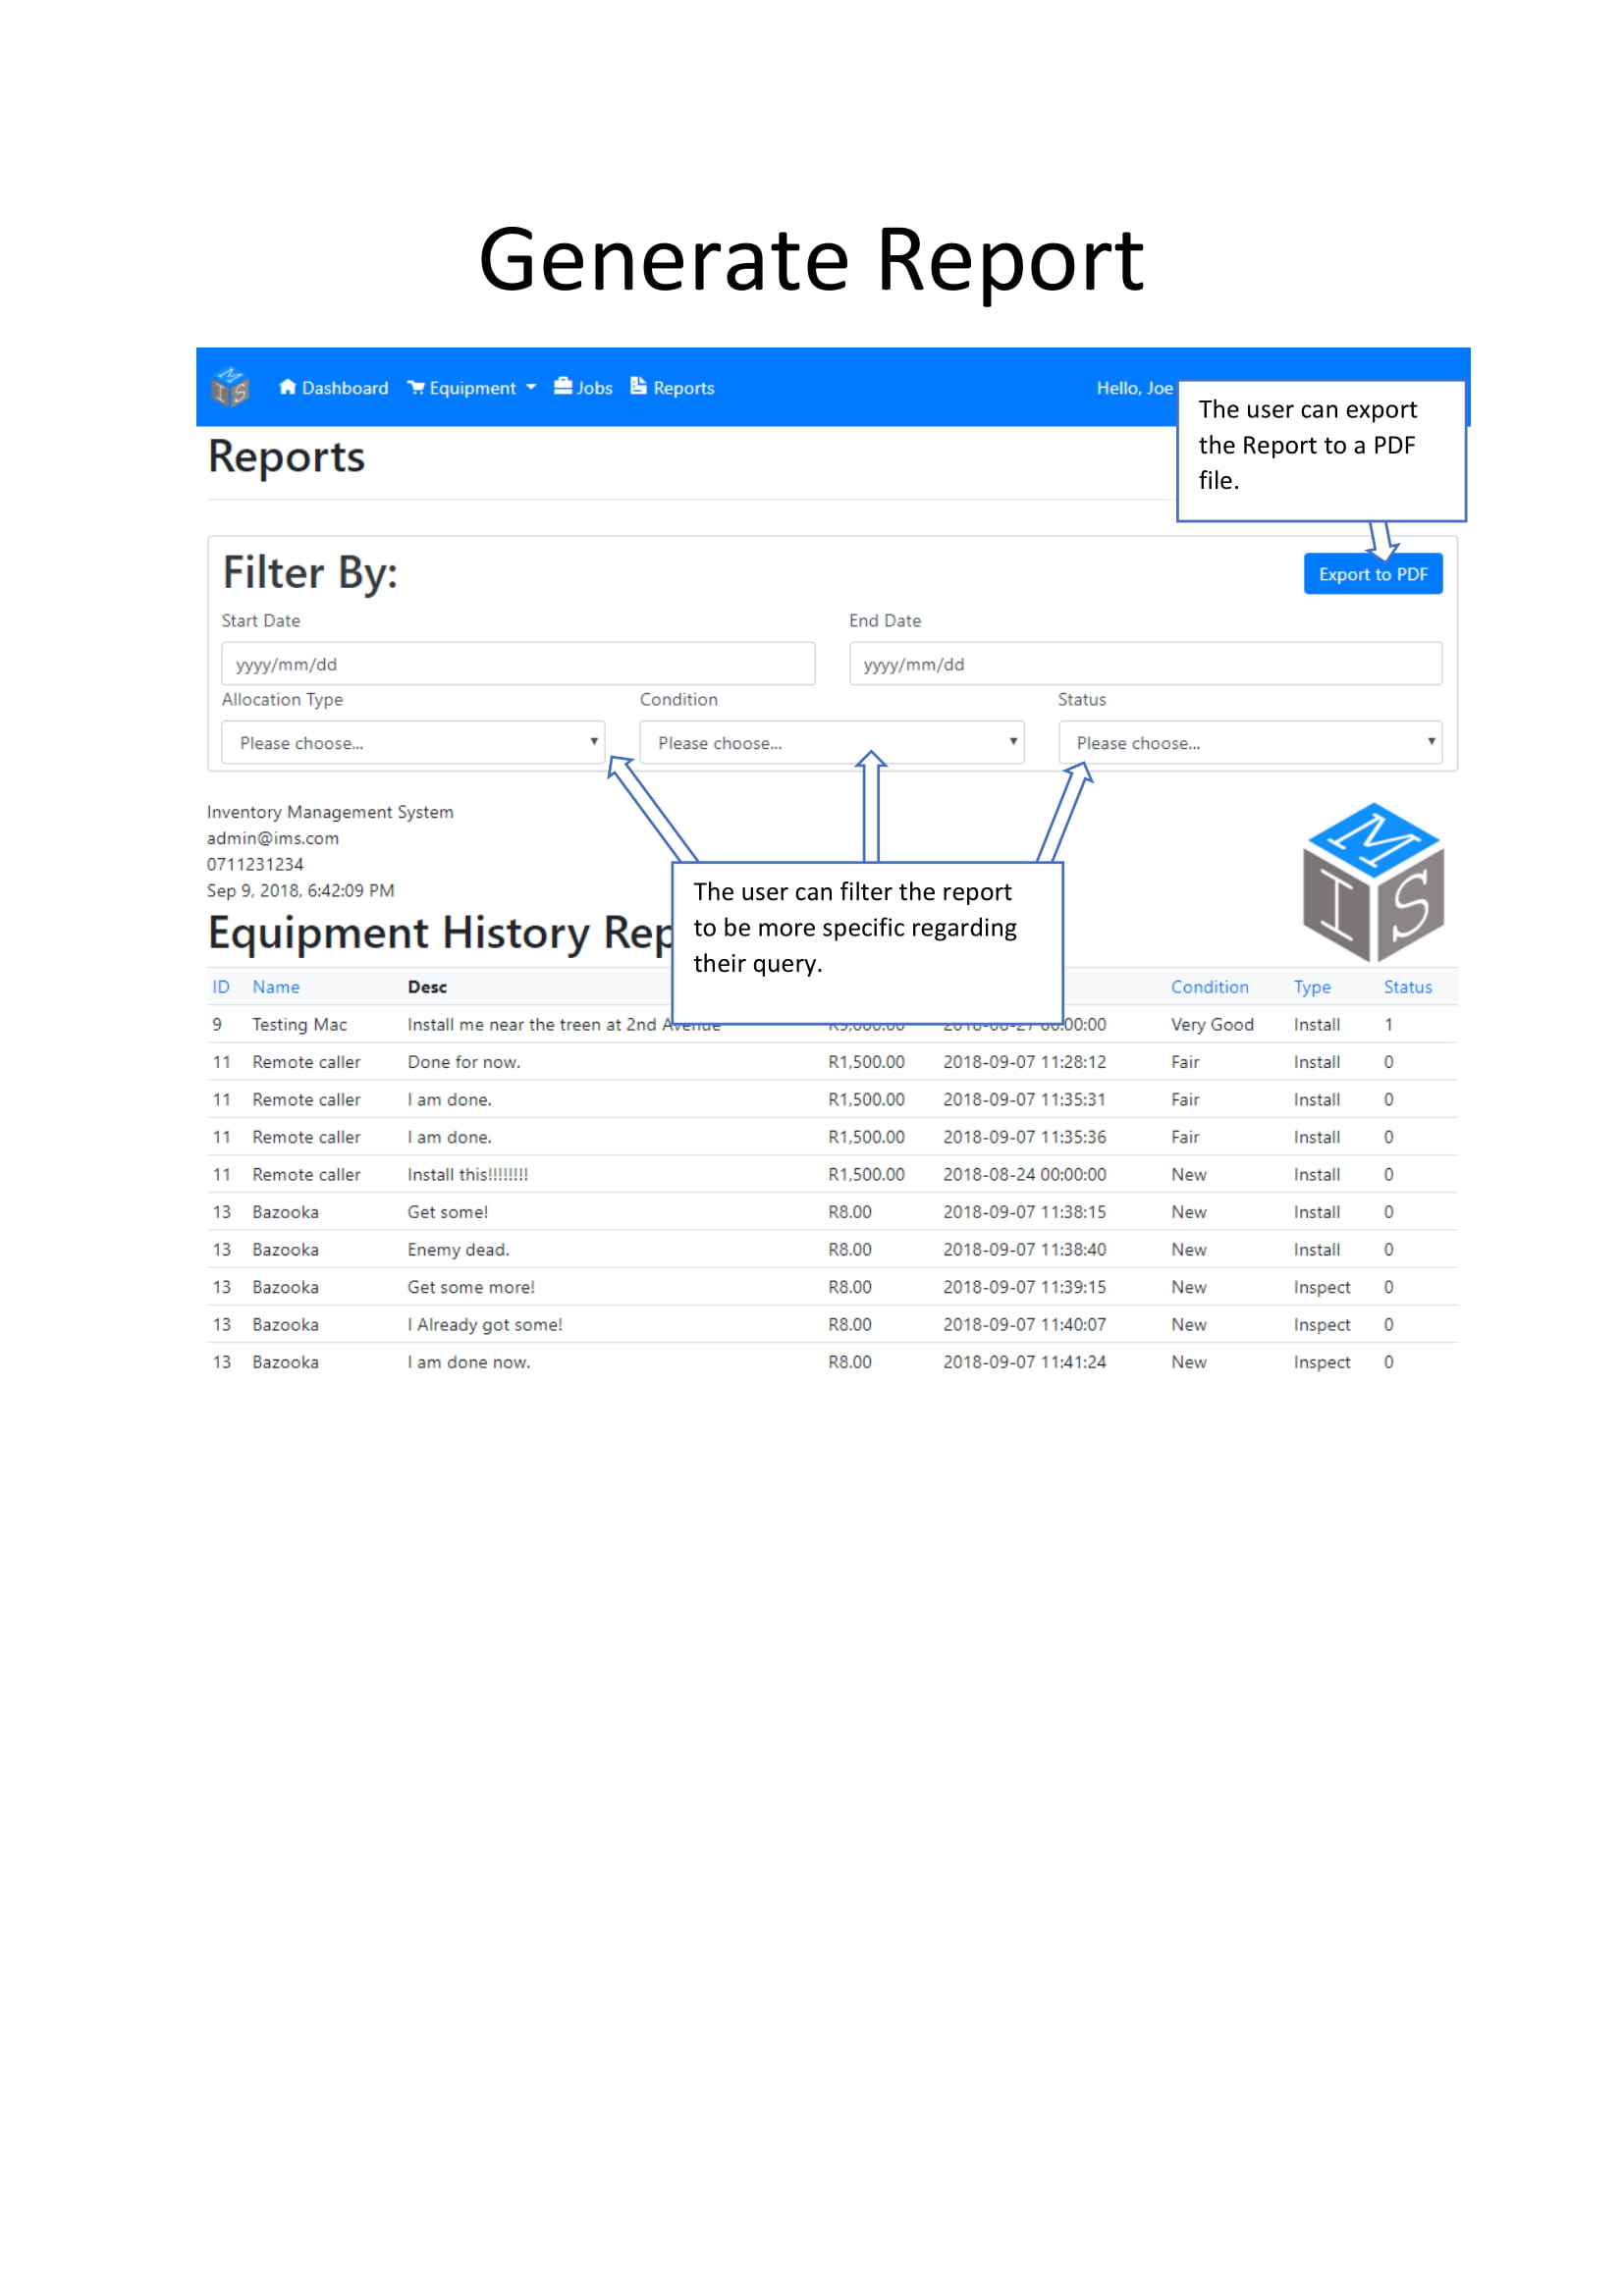 Generate Report
MIS
Dashboard Equipment Jobs Reports Hello, Joe
The user can export
the Report to a PDF
file.
Reports
Filter By:
Export to PDF
Start Date End Date
yyyy/mm/dd yyyy/mm/dd
Allocation Type Condition Status
Please choose... Please choose... Please choose...
Inventory Management System
admin@ims.com
0711231234
Sep 9, 2018, 6:42:09 PM
MIS
The user can filter the report
to be more specific regarding
their query.
Equipment History
ID Name Desc Condition Type Status
9 Testing Mac Install me near the treen at 2nd Avenue Very Good Install 1
11 Remote caller Done for now. R1,500.00 2018-09-07 11:28:12 Fair Install 0
11 Remote caller I am done. R1,500.00 2018-09-07 11:35:31 Fair Install 0
11 Remote caller I am done. R1,500.00 2018-09-07 11:35:36 Fair Install 0
11 Remote caller Install this!!!!!!!! R1,500.00 2018-08-24 00:00:00 New Install 0
13 Bazooka Get some! R8.00 2018-09-07 11:38:15 New Install 0
13 Bazooka Enemy dead. R8.00 2018-09-07 11:38:40 New Install 0
13 Bazooka Get some more! R8.00 2018-09-07 11:39:15 New Inspect 0
13 Bazooka I Already got some! R8.00 2018-09-07 11:40:07 New Inspect 0
13 Bazooka I am done now. R8.00 2018-09-07 11:41:24 New Inspect 0